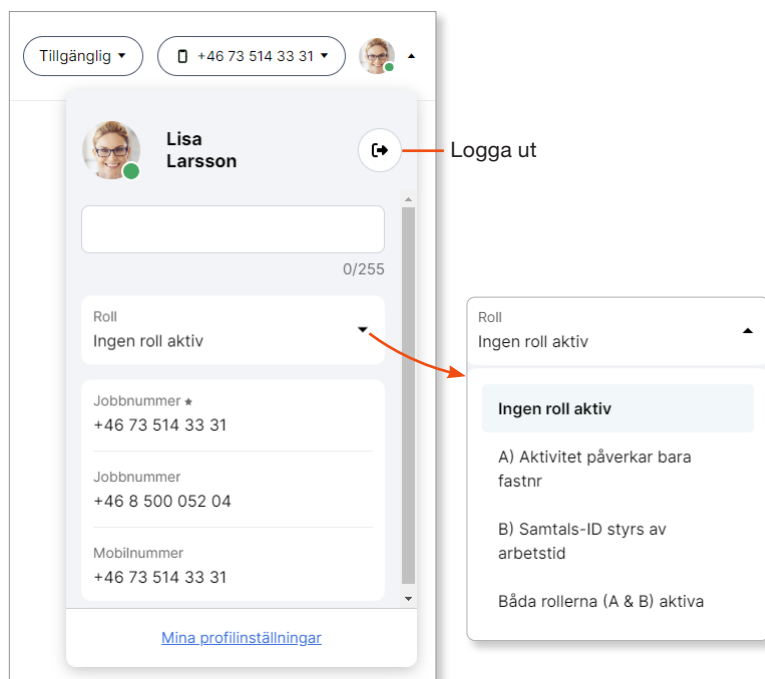 Tillgänglig
+46 73 514 33 31
Lisa
Larsson
Logga ut
0/255
Roll
Ingen roll aktiv
Jobbnummer ★
+46 73 514 33 31
Jobbnummer
+46 8 500 052 04
Mobilnummer
+46 73 514 33 31
Mina profilinställningar
Roll
Ingen roll aktiv
Ingen roll aktiv
A) Aktivitet påverkar bara
fastnr
B) Samtals-ID styrs av
arbetstid
Båda rollerna (A & B) aktiva